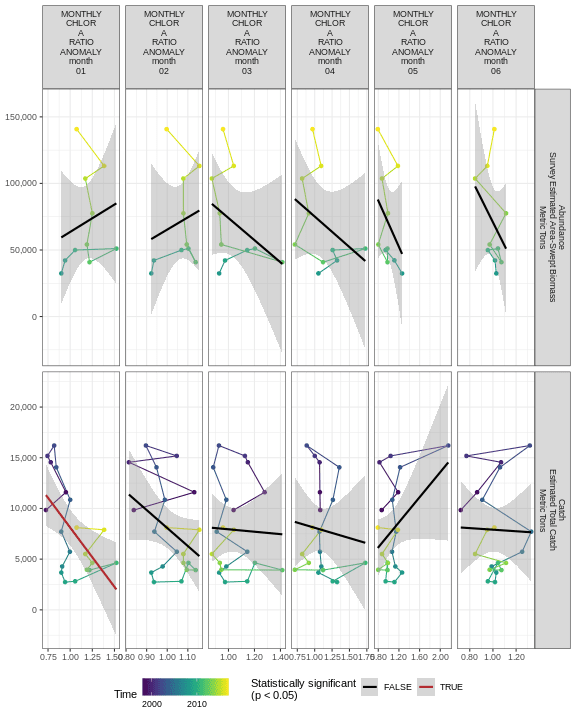 MONTHLY CHLOR A RATIO ANOMALY month 01
MONTHLY CHLOR A RATIO ANOMALY month 02
MONTHLY CHLOR A RATIO ANOMALY month 03
MONTHLY CHLOR A RATIO ANOMALY month 04
MONTHLY CHLOR A RATIO ANOMALY month 05
MONTHLY CHLOR A RATIO ANOMALY month 06
150,000
100,000
50,000
0
Abundance
Survey Estimated Area-Swept Biomass
Metric Tons
20,000
15,000
10,000
5,000
0
Catch
Estimated Total Catch
Metric Tons
0.75 1.00 1.25 1.50
0.80 0.90 1.00 1.10
1.00 1.20 1.40
0.75 1.00 1.25 1.50 1.75
0.80 1.20 1.60 2.00
0.80 1.00 1.20
Time
2000 2010
Statistically significant
(p < 0.05)
FALSE
TRUE